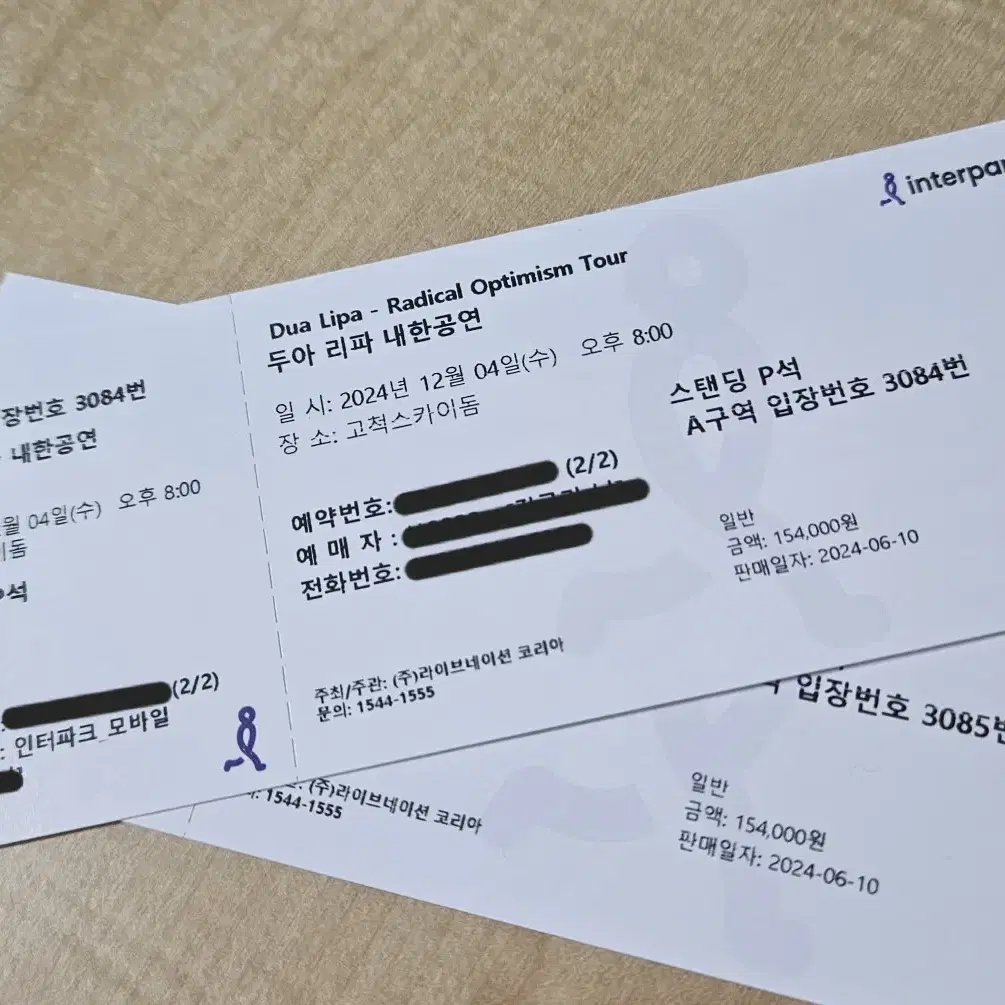 interpa
Dua Lipa - Radical Optimism Tour
두아 리파 내한공연
일 시: 2024년 12월 04일(수) 오후 8:00
장 소: 고척스카이돔
스탠딩 P석
A구역 입장번호 3084번
예약번호: (2/2)
예 매 자 :
전화번호:
일반
금액: 154,000원
판매일자: 2024-06-10
주최/주관: (주)라이브네이션 코리아
문의: 1544-1555
장번호 3084번
내한공연
월 04일(수) 오후 8:00
이돔
석
(2/2)
: 인터파크_모바일
입장번호 3085번
일반
금액: 154,000원
판매일자: 2024-06-10
(주)라이브네이션 코리아
: 1544-1555